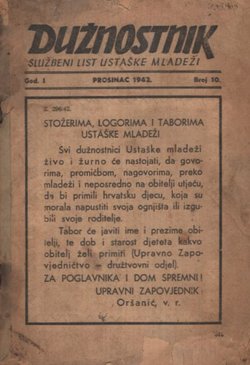 DUŽNOSTNIK
SLUŽBENI LIST USTAŠKE MLADEŽI
God. I
PROSINAC 1942.
Broj 10.
Z. 296-42.
STOŽERIMA, LOGORIMA I TABORIMA
USTAŠKE MLADEŽI
Svi dužnostnici Ustaške mladeži
živo i žurno će nastojati, da govo-
rima, promičbom, nagovorima, preko
mladeži i neposredno na obitelji utječu,
da bi primili hrvatsku djecu, koja su
morala napustiti svoja ognjišta ili izgu-
bili svoje roditelje.
Tabor će javiti ime i prezime obi-
telji, te dob i starost djeteta kakvo
obitelj želi primiti (Upravno Zapo-
vjedničtvo — družtvovni odjel).
ZA POGLAVNIKA I DOM SPREMNI!
UPRAVNI ZAPOVJEDNIK:
Oršanić, v. r.